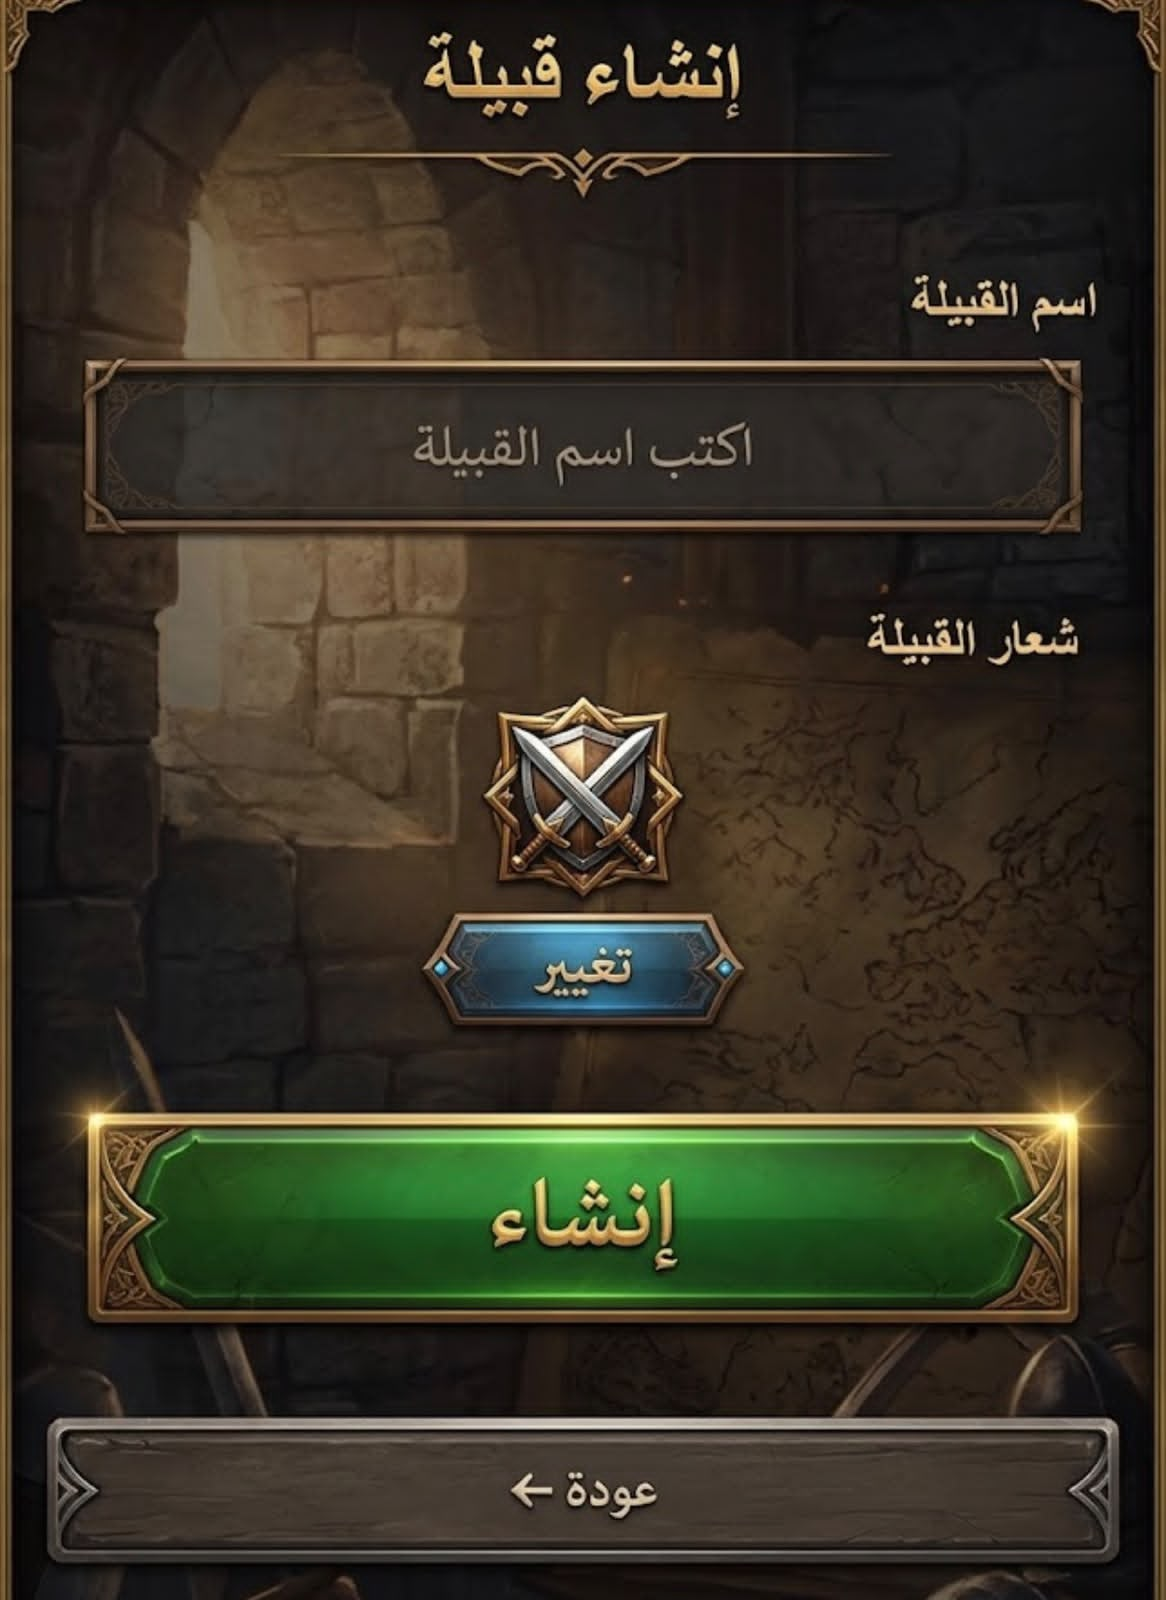 إنشاء قبيلة
اسم القبيلة
اكتب اسم القبيلة
شعار القبيلة
تغيير
إنشاء
عودة ←